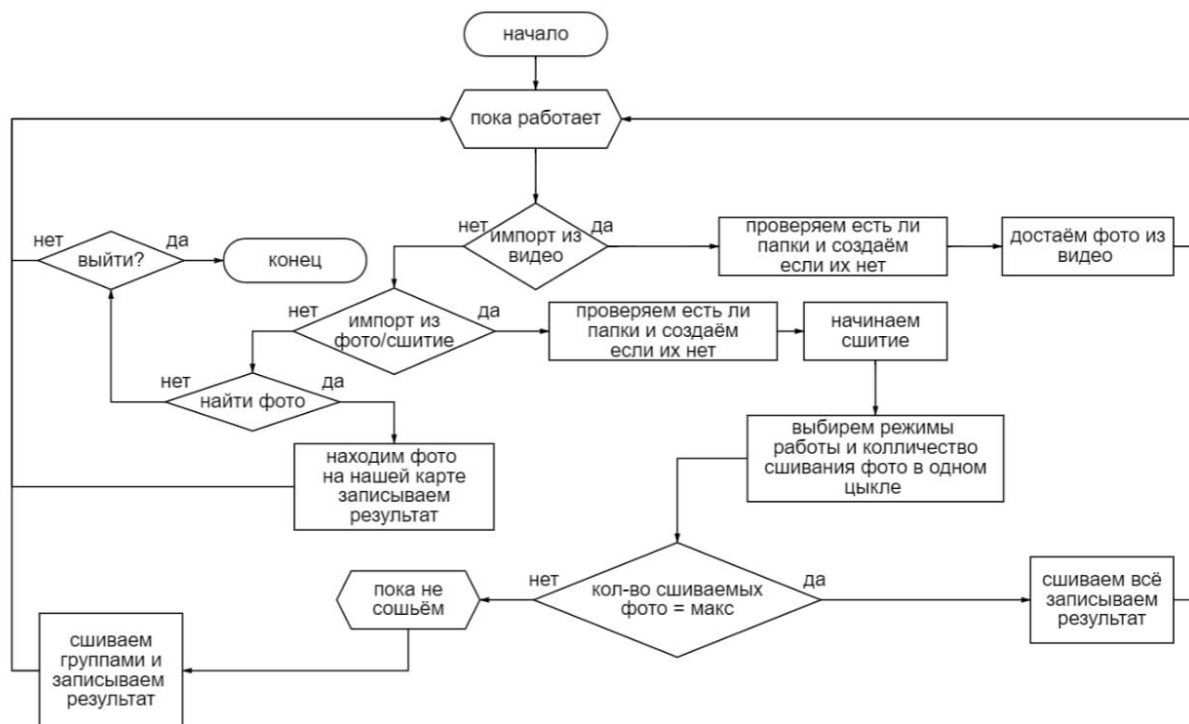 начало
пока работает
нет
да
импорт из
видео
проверяем есть ли
папки и создаём
если их нет
достаём фото из
видео
нет
да
выйти?
конец
нет
да
импорт из
фото/сшитие
проверяем есть ли
папки и создаём
если их нет
начинаем
сшитие
нет
да
найти фото
находим фото
на нашей карте
записываем
результат
выбирем режимы
работы и колличество
сшивания фото в одном
цыкле
нет
да
кол-во сшиваемых
фото = макс
пока не
сошьём
сшиваем всё
записываем
результат
сшиваем
группами и
записываем
результат